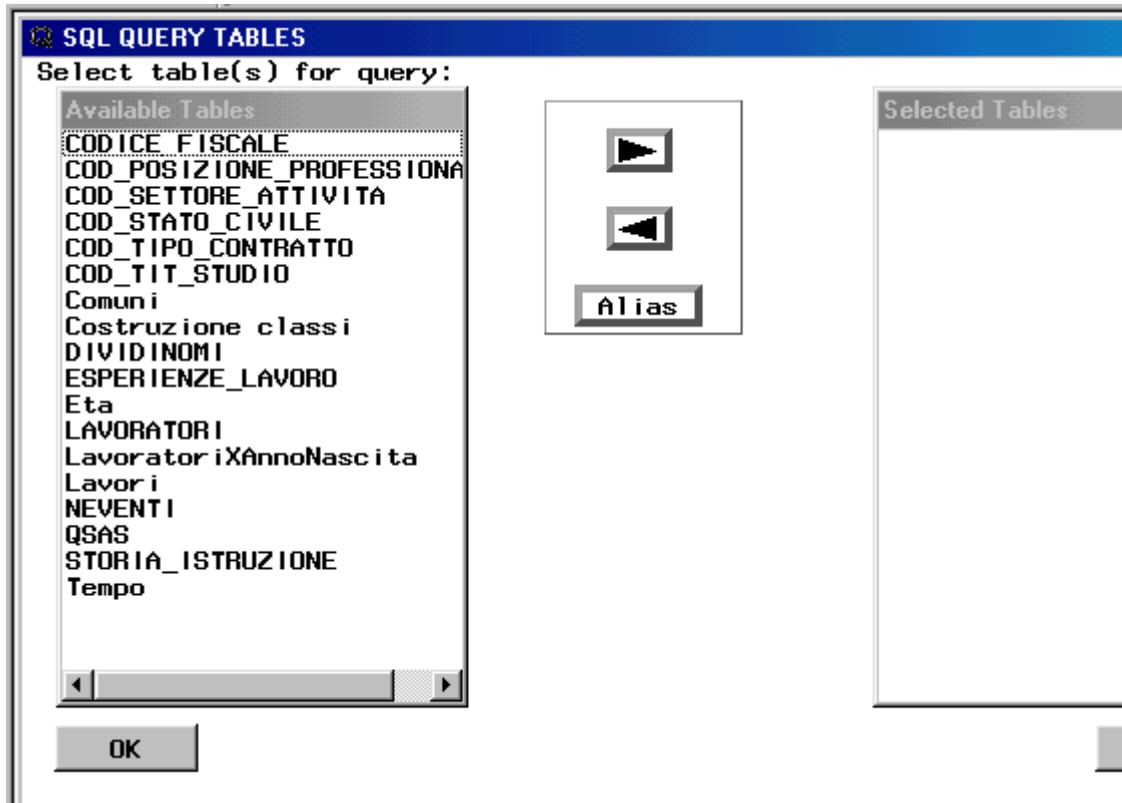 SQL QUERY TABLES
Select table(s) for query:
Available Tables
CODICE_FISCALE
COD_POSIZIONE_PROFESSIONA
COD_SETTORE_ATTIVITA
COD_STATO_CIVILE
COD_TIPO_CONTRATTO
COD_TIT_STUDIO
Comuni
Costruzione classi
DIVIDINOMI
ESPERIENZE_LAVORO
Eta
LAVORATORI
LavoratoriXAnnoNascita
Lavori
NEVENTI
QSAS
STORIA_ISTRUZIONE
Tempo
Alias
Selected Tables
OK